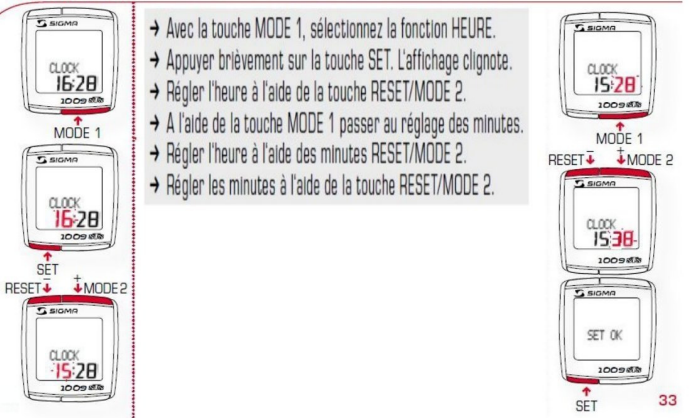 SIGMA
CLOCK
16:28
1009
MODE 1
SIGMA
CLOCK
16:28
1009
SET
RESET - + MODE 2
SIGMA
CLOCK
15:28
1009
→ Avec la touche MODE 1, sélectionnez la fonction HEURE.
→ Appuyer brièvement sur la touche SET. L'affichage clignote.
→ Régler l'heure à l'aide de la touche RESET/MODE 2.
→ A l'aide de la touche MODE 1 passer au réglage des minutes.
→ Régler l'heure à l'aide des minutes RESET/MODE 2.
→ Régler les minutes à l'aide de la touche RESET/MODE 2.
SIGMA
CLOCK
15:28
1009
MODE 1
RESET - + MODE 2
SIGMA
CLOCK
15:38
1009
SIGMA
SET OK
1009
SET
33